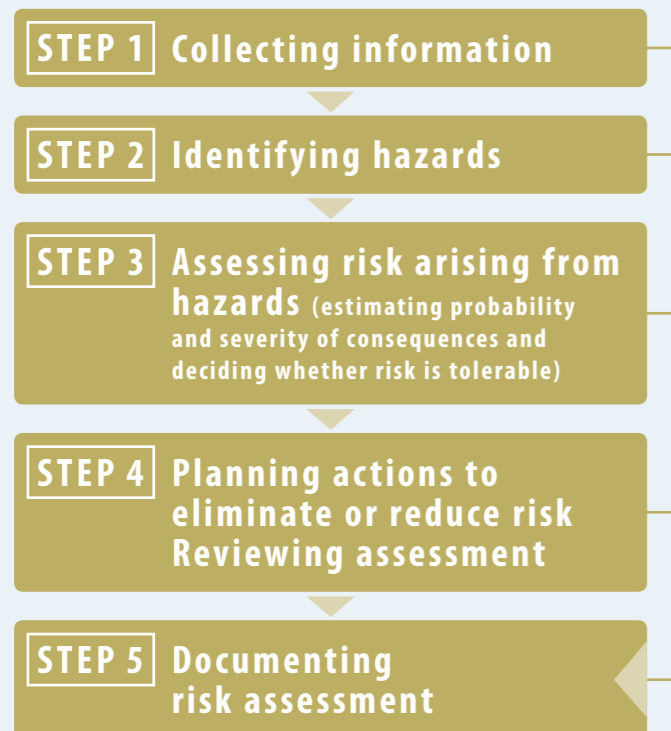 STEP 1 Collecting information
STEP 2 Identifying hazards
STEP 3 Assessing risk arising from
hazards (estimating probability
and severity of consequences and
deciding whether risk is tolerable)
STEP 4 Planning actions to
eliminate or reduce risk
Reviewing assessment
STEP 5 Documenting
risk assessment